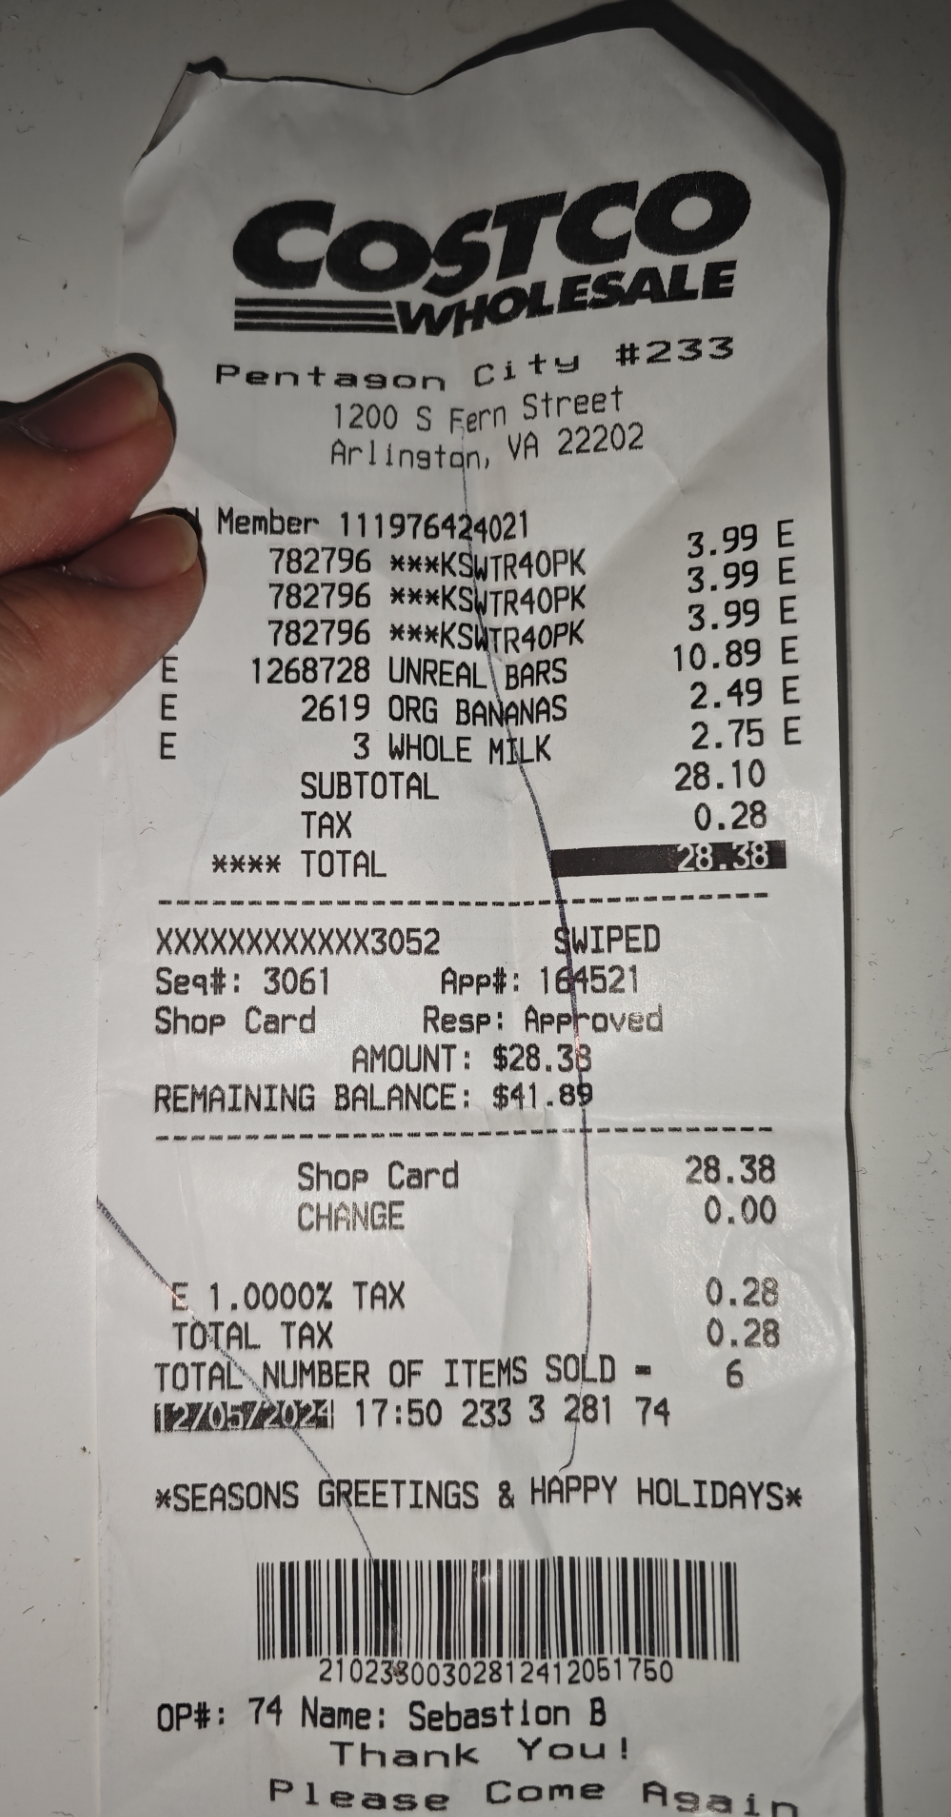 COSTCO
WHOLESALE
Pentagon City #233
1200 S Fern Street
Arlington, VA 22202
Member 111976424021
782796 ***KSWTR40PK 3.99 E
782796 ***KSWTR40PK 3.99 E
782796 ***KSWTR40PK 3.99 E
E 1268728 UNREAL BARS 10.89 E
E 2619 ORG BANANAS 2.49 E
E 3 WHOLE MILK 2.75 E
SUBTOTAL 28.10
TAX 0.28
**** TOTAL 28.38
XXXXXXXXXXXX3052 SWIPED
Seq#: 3061 App#: 164521
Shop Card Resp: Approved
AMOUNT: $28.38
REMAINING BALANCE: $41.89
Shop Card 28.38
CHANGE 0.00
E 1.0000% TAX 0.28
TOTAL TAX 0.28
TOTAL NUMBER OF ITEMS SOLD = 6
12/05/2024 17:50 233 3 281 74
*SEASONS GREETINGS & HAPPY HOLIDAYS*
21023300302812412051750
OP#: 74 Name: Sebastion B
Thank You!
Please Come Again